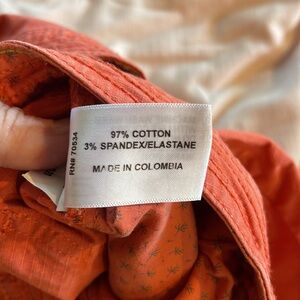 97% COTTON
3% SPANDEX/ELASTANE
MADE IN COLOMBIA
RN# 70534